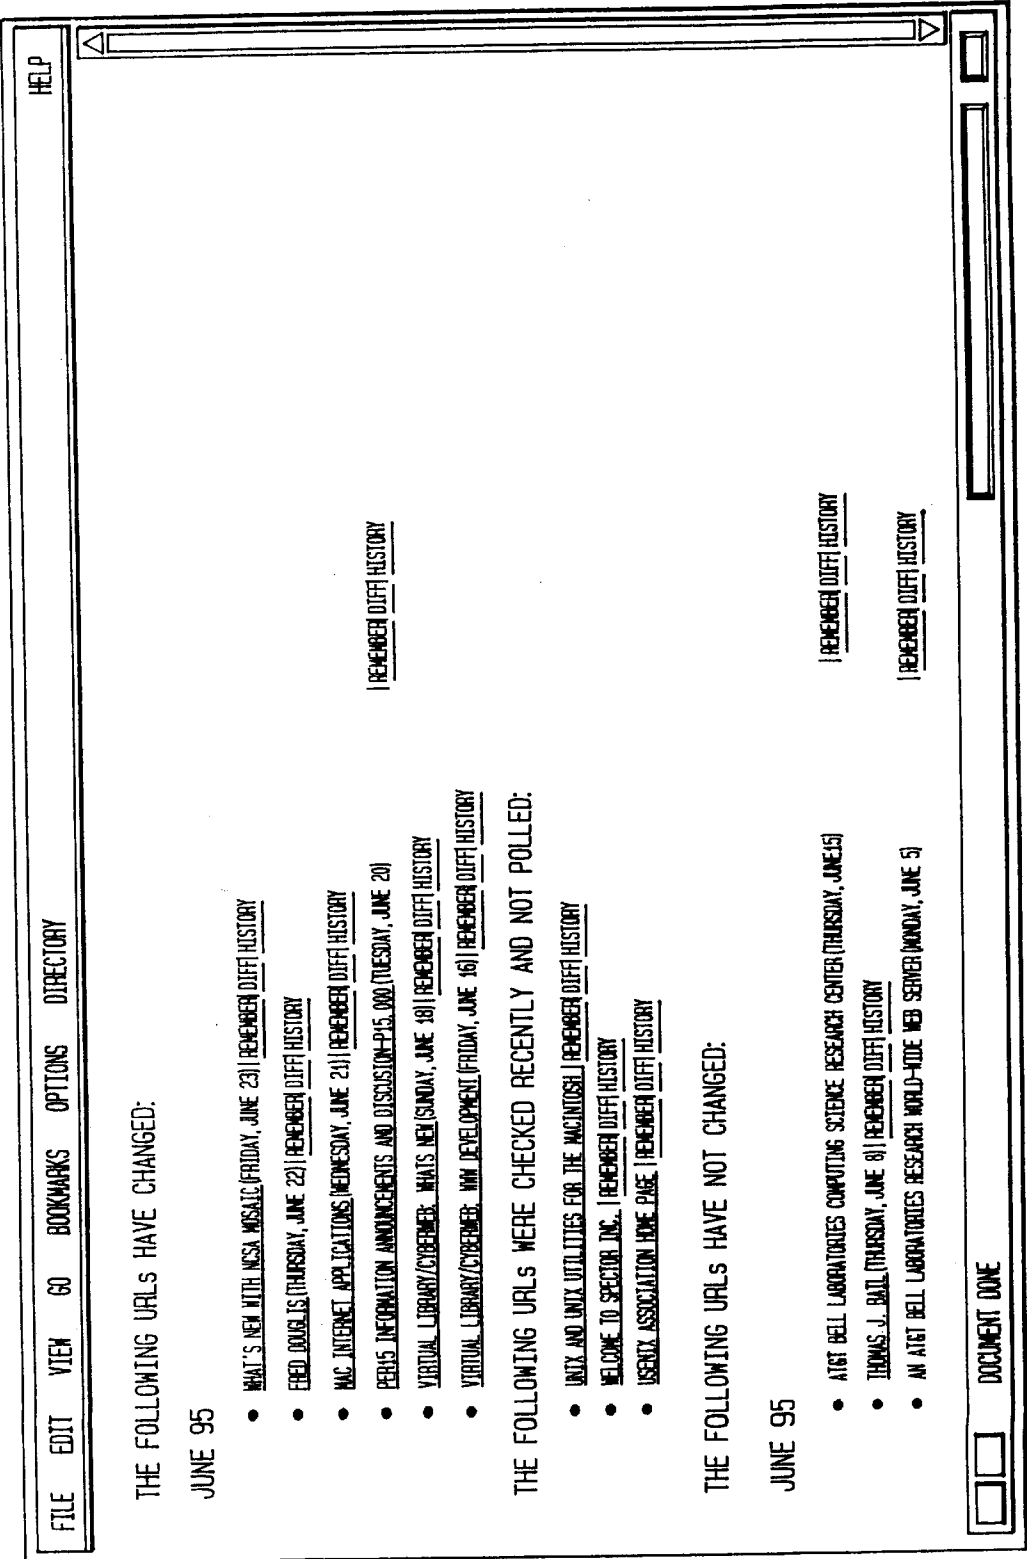 FILE EDIT VIEW GO BOOKMARKS OPTIONS DIRECTORY HELP
THE FOLLOWING URLs HAVE CHANGED:
JUNE 95
• WHAT'S NEW WITH NCSA MOSAIC (FRIDAY, JUNE 23) | REMEMBER | DIFF | HISTORY
• FRED DOUGLIS (THURSDAY, JUNE 22) | REMEMBER | DIFF | HISTORY
• MAC INTERNET APPLICATIONS (WEDNESDAY, JUNE 21) | REMEMBER | DIFF | HISTORY
• PER15 INFORMATION ANNOUNCEMENTS AND DISCUSION-P15,000 (TUESDAY, JUNE 20) | REMEMBER | DIFF | HISTORY
• VIRTUAL LIBRARY/CYBERWEB: WHATS NEW (SUNDAY, JUNE 18) | REMEMBER | DIFF | HISTORY
• VIRTUAL LIBRARY/CYBERWEB: WWW DEVELOPMENT (FRIDAY, JUNE 16) | REMEMBER | DIFF | HISTORY
THE FOLLOWING URLs WERE CHECKED RECENTLY AND NOT POLLED:
• UNIX AND UNIX UTILITIES FOR THE MACINTOSH | REMEMBER | DIFF | HISTORY
• WELCOME TO SPECTOR INC. | REMEMBER | DIFF | HISTORY
• USENIX ASSOCIATION HOME PAGE | REMEMBER | DIFF | HISTORY
THE FOLLOWING URLs HAVE NOT CHANGED:
JUNE 95
• AT&T BELL LABORATORIES COMPUTING SCIENCE RESEARCH CENTER (THURSDAY, JUNE15) | REMEMBER | DIFF | HISTORY
• THOMAS J. BALL (THURSDAY, JUNE 8) | REMEMBER | DIFF | HISTORY
• AN AT&T BELL LABORATORIES RESEARCH WORLD-WIDE WEB SERVER (MONDAY, JUNE 5) | REMEMBER | DIFF | HISTORY
DOCUMENT DONE